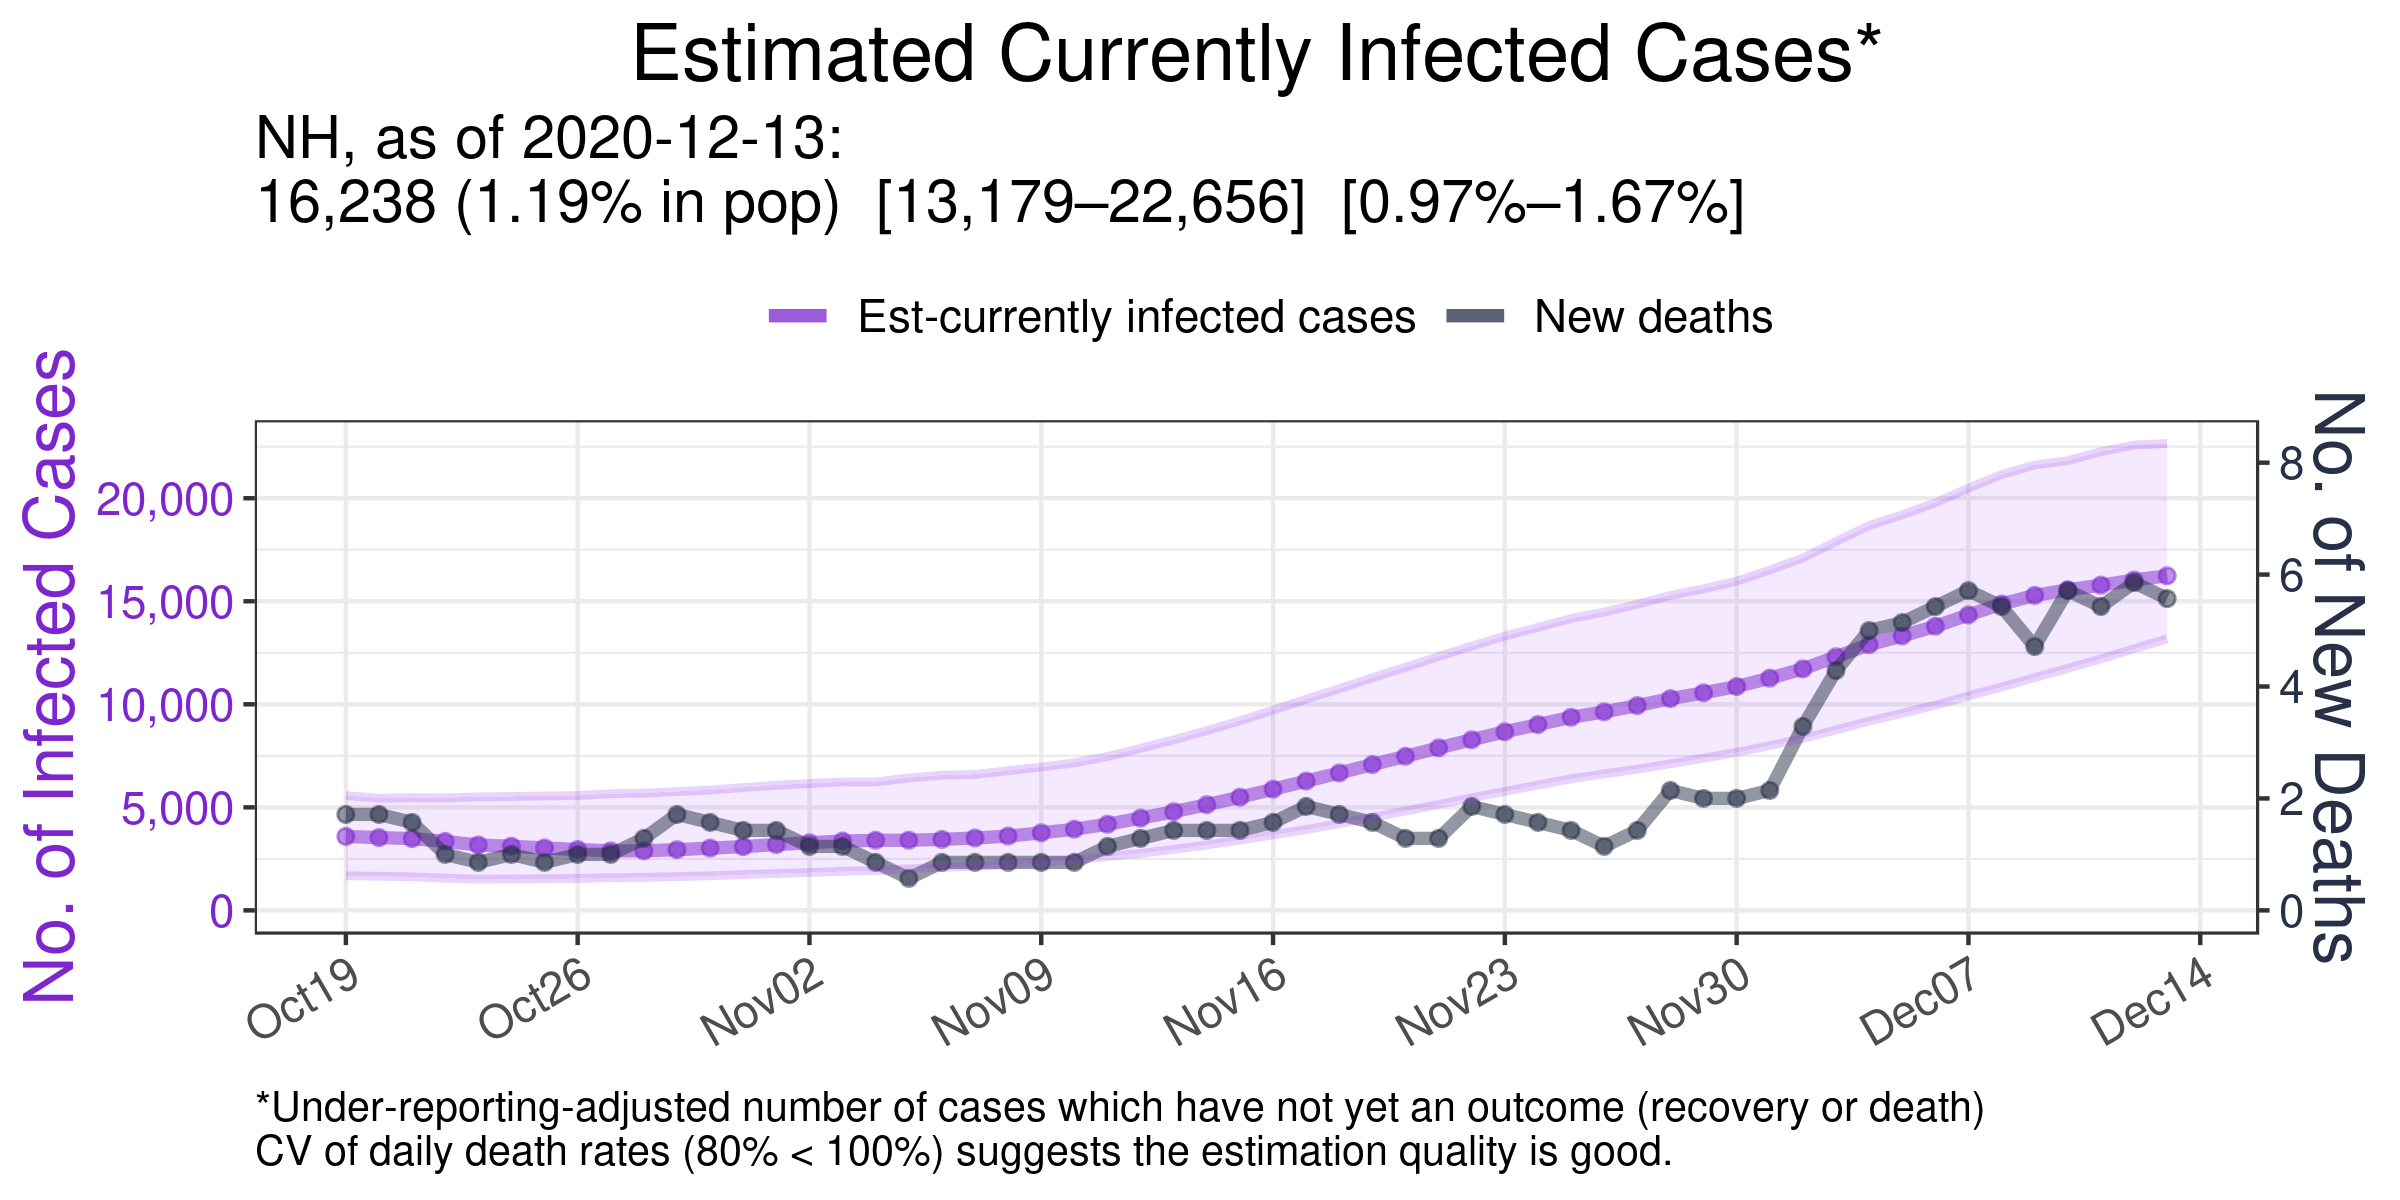 Estimated Currently Infected Cases*
NH, as of 2020-12-13:
16,238 (1.19% in pop)  [13,179–22,656]  [0.97%–1.67%]
Est-currently infected cases
New deaths
No. of Infected Cases
20,000
15,000
10,000
5,000
0
8
6
4
2
0
No. of New Deaths
Oct19
Oct26
Nov02
Nov09
Nov16
Nov23
Nov30
Dec07
Dec14
*Under-reporting-adjusted number of cases which have not yet an outcome (recovery or death)
CV of daily death rates (80% < 100%) suggests the estimation quality is good.